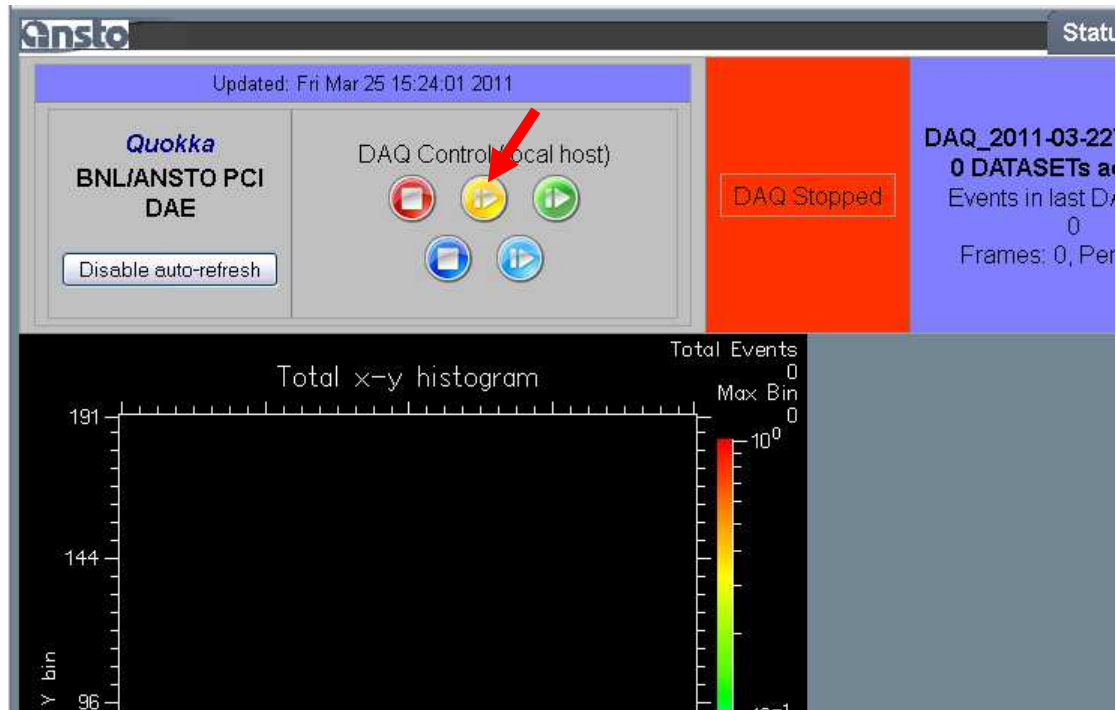 ansto
Statu
Updated: Fri Mar 25 15:24:01 2011
Quokka
BNL/ANSTO PCI
DAE
Disable auto-refresh
DAQ Control (local host)
DAQ Stopped
DAQ_2011-03-22
0 DATASETs a
Events in last D
0
Frames: 0, Per
Total x-y histogram
Total Events
0
Max Bin
0
10⁰
191
144
96
Y bin